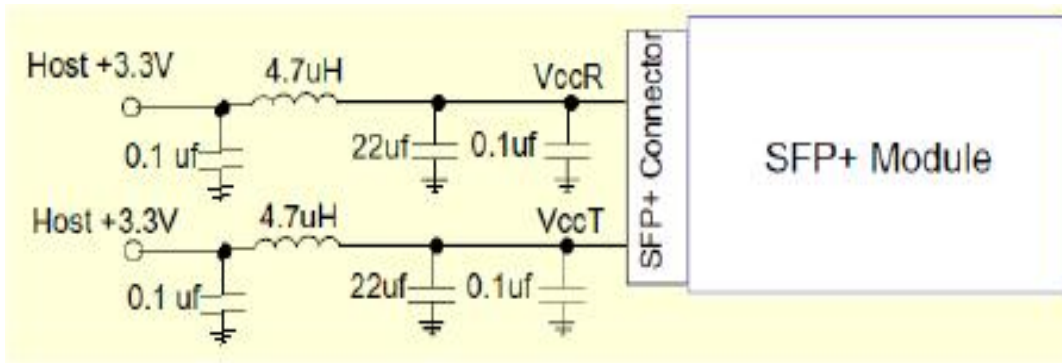 Host +3.3V
4.7uH
VccR
0.1 uf
22uf
0.1uf
Host +3.3V
4.7uH
VccT
0.1 uf
22uf
0.1uf
SFP+ Connector
SFP+ Module